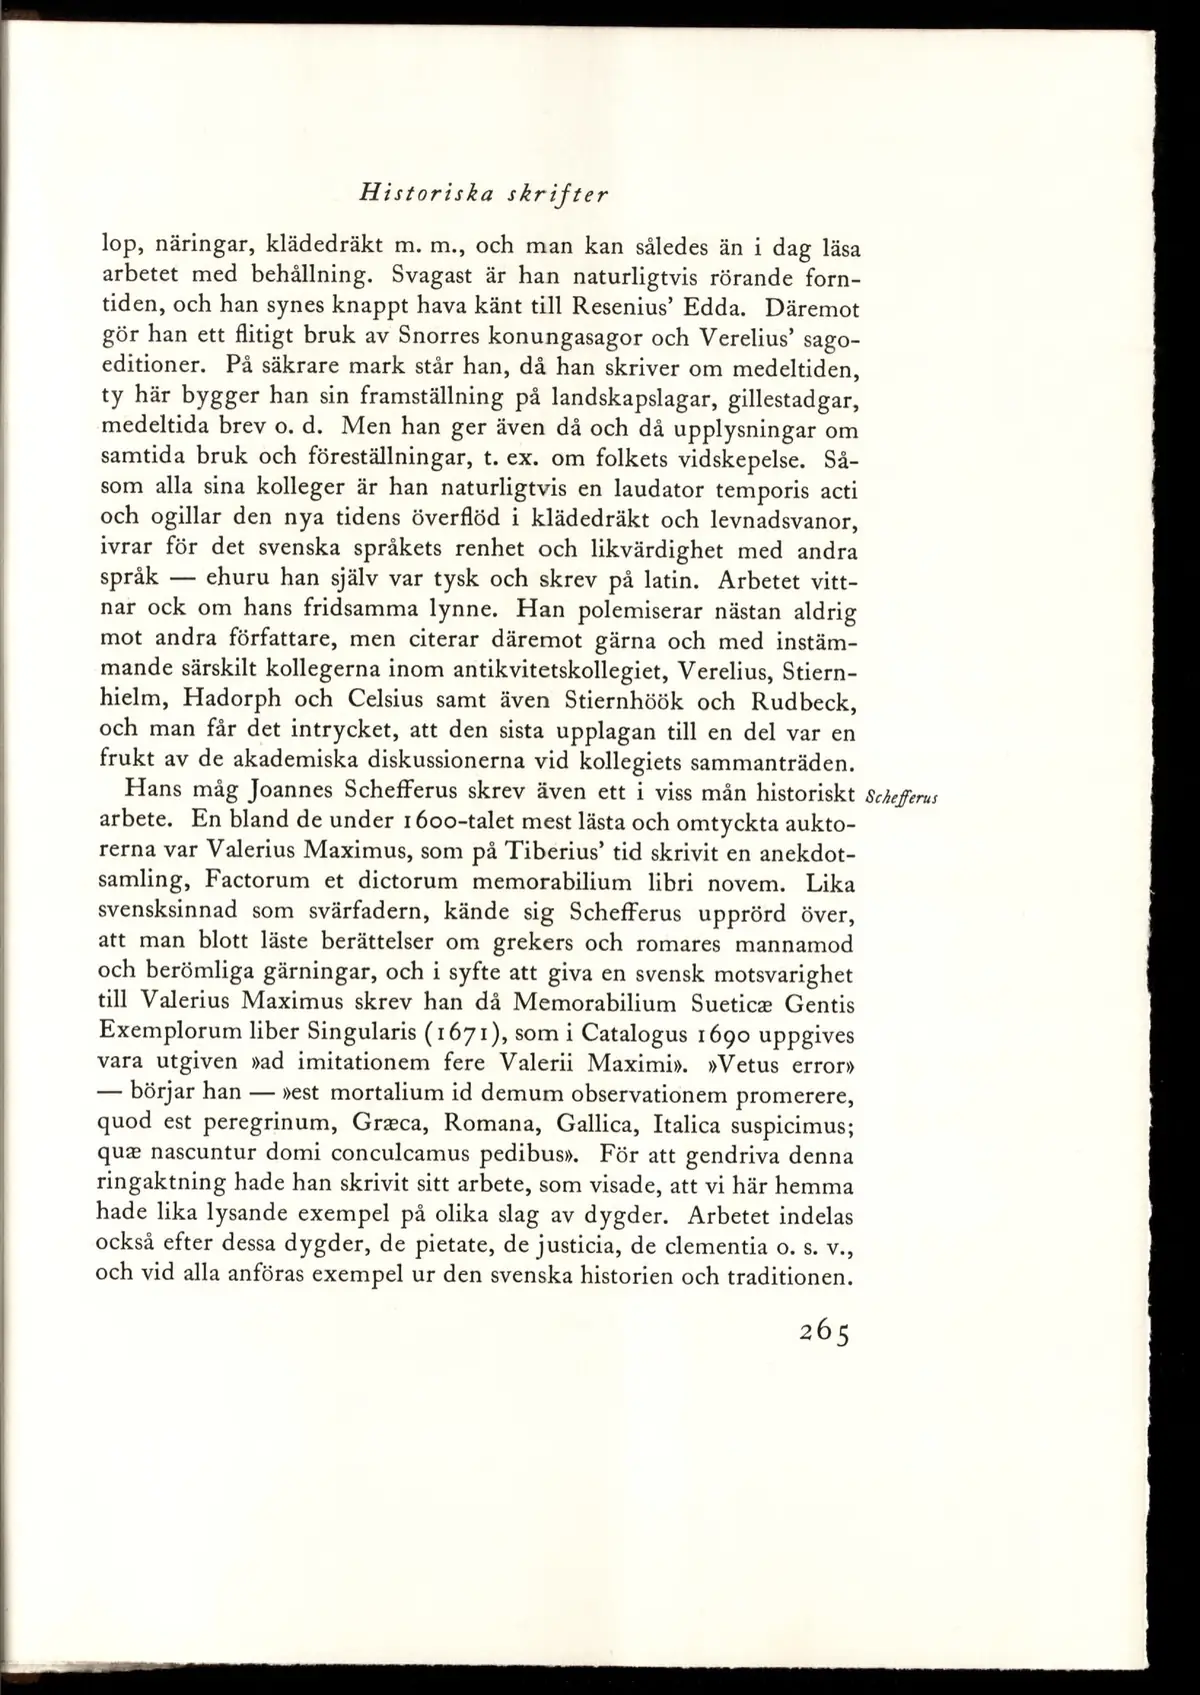 Historiska skrifter
lop, näringar, klädedräkt m. m., och man kan således än i dag läsa
arbetet med behållning. Svagast är han naturligtvis rörande forn-
tiden, och han synes knappt hava känt till Resenius’ Edda. Däremot
gör han ett flitigt bruk av Snorres konungasagor och Verelius’ sago-
editioner. På säkrare mark står han, då han skriver om medeltiden,
ty här bygger han sin framställning på landskapslagar, gillestadgar,
medeltida brev o. d. Men han ger även då och då upplysningar om
samtida bruk och föreställningar, t. ex. om folkets vidskepelse. Så-
som alla sina kolleger är han naturligtvis en laudator temporis acti
och ogillar den nya tidens överflöd i klädedräkt och levnadsvanor,
ivrar för det svenska språkets renhet och likvärdighet med andra
språk — ehuru han själv var tysk och skrev på latin. Arbetet vitt-
nar ock om hans fridsamma lynne. Han polemiserar nästan aldrig
mot andra författare, men citerar däremot gärna och med instäm-
mande särskilt kollegerna inom antikvitetskollegiet, Verelius, Stiern-
hielm, Hadorph och Celsius samt även Stiernhöök och Rudbeck,
och man får det intrycket, att den sista upplagan till en del var en
frukt av de akademiska diskussionerna vid kollegiets sammanträden.
Hans måg Joannes Schefferus skrev även ett i viss mån historiskt Schefferus
arbete. En bland de under 1600-talet mest lästa och omtyckta aukto-
rerna var Valerius Maximus, som på Tiberius’ tid skrivit en anekdot-
samling, Factorum et dictorum memorabilium libri novem. Lika
svensksinnad som svärfadern, kände sig Schefferus upprörd över,
att man blott läste berättelser om grekers och romares mannamod
och berömliga gärningar, och i syfte att giva en svensk motsvarighet
till Valerius Maximus skrev han då Memorabilium Sueticæ Gentis
Exemplorum liber Singularis (1671), som i Catalogus 1690 uppgives
vara utgiven »ad imitationem fere Valerii Maximi». »Vetus error»
— börjar han — »est mortalium id demum observationem promerere,
quod est peregrinum, Græca, Romana, Gallica, Italica suspicimus;
quæ nascuntur domi conculcamus pedibus». För att gendriva denna
ringaktning hade han skrivit sitt arbete, som visade, att vi här hemma
hade lika lysande exempel på olika slag av dygder. Arbetet indelas
också efter dessa dygder, de pietate, de justicia, de clementia o. s. v.,
och vid alla anföras exempel ur den svenska historien och traditionen.
265